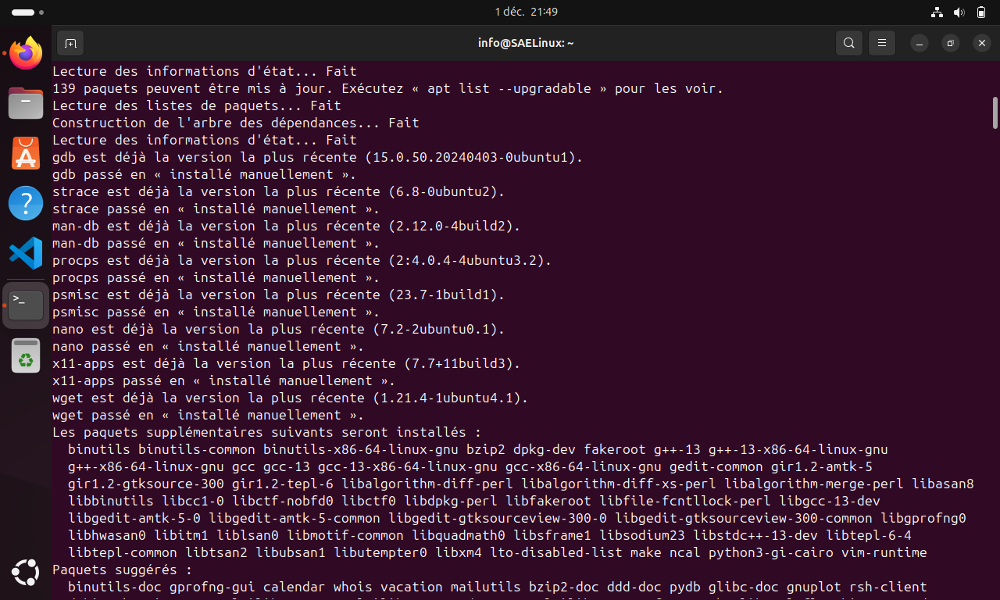 1 déc. 21:49
info@SAELinux: ~
Lecture des informations d'état... Fait
139 paquets peuvent être mis à jour. Exécutez « apt list --upgradable » pour les voir.
Lecture des listes de paquets... Fait
Construction de l'arbre des dépendances... Fait
Lecture des informations d'état... Fait
gdb est déjà la version la plus récente (15.0.50.20240403-0ubuntu1).
gdb passé en « installé manuellement ».
strace est déjà la version la plus récente (6.8-0ubuntu2).
strace passé en « installé manuellement ».
man-db est déjà la version la plus récente (2.12.0-4build2).
man-db passé en « installé manuellement ».
procps est déjà la version la plus récente (2:4.0.4-4ubuntu3.2).
procps passé en « installé manuellement ».
psmisc est déjà la version la plus récente (23.7-1build1).
psmisc passé en « installé manuellement ».
nano est déjà la version la plus récente (7.2-2ubuntu0.1).
nano passé en « installé manuellement ».
x11-apps est déjà la version la plus récente (7.7+11build3).
x11-apps passé en « installé manuellement ».
wget est déjà la version la plus récente (1.21.4-1ubuntu4.1).
wget passé en « installé manuellement ».
Les paquets supplémentaires suivants seront installés :
binutils binutils-common binutils-x86-64-linux-gnu bzip2 dpkg-dev fakeroot g++-13 g++-13-x86-64-linux-gnu
g++-x86-64-linux-gnu gcc gcc-13 gcc-13-x86-64-linux-gnu gcc-x86-64-linux-gnu gedit-common gir1.2-amtk-5
gir1.2-gtksource-300 gir1.2-tepl-6 libalgorithm-diff-perl libalgorithm-diff-xs-perl libalgorithm-merge-perl libasan8
libbinutils libcc1-0 libctf-nobfd0 libctf0 libdpkg-perl libfakeroot libfile-fcntllock-perl libgcc-13-dev
libgedit-amtk-5-0 libgedit-amtk-5-common libgedit-gtksourceview-300-0 libgedit-gtksourceview-300-common libgprofng0
libhwasan0 libitm1 liblsan0 libmotif-common libquadmath0 libsframe1 libsodium23 libstdc++-13-dev libtepl-6-4
libtepl-common libtsan2 libubsan1 libutempter0 libxm4 lto-disabled-list make ncal python3-gi-cairo vim-runtime
Paquets suggérés :
binutils-doc gprofng-gui calendar whois vacation mailutils bzip2-doc ddd-doc pydb glibc-doc gnuplot rsh-client